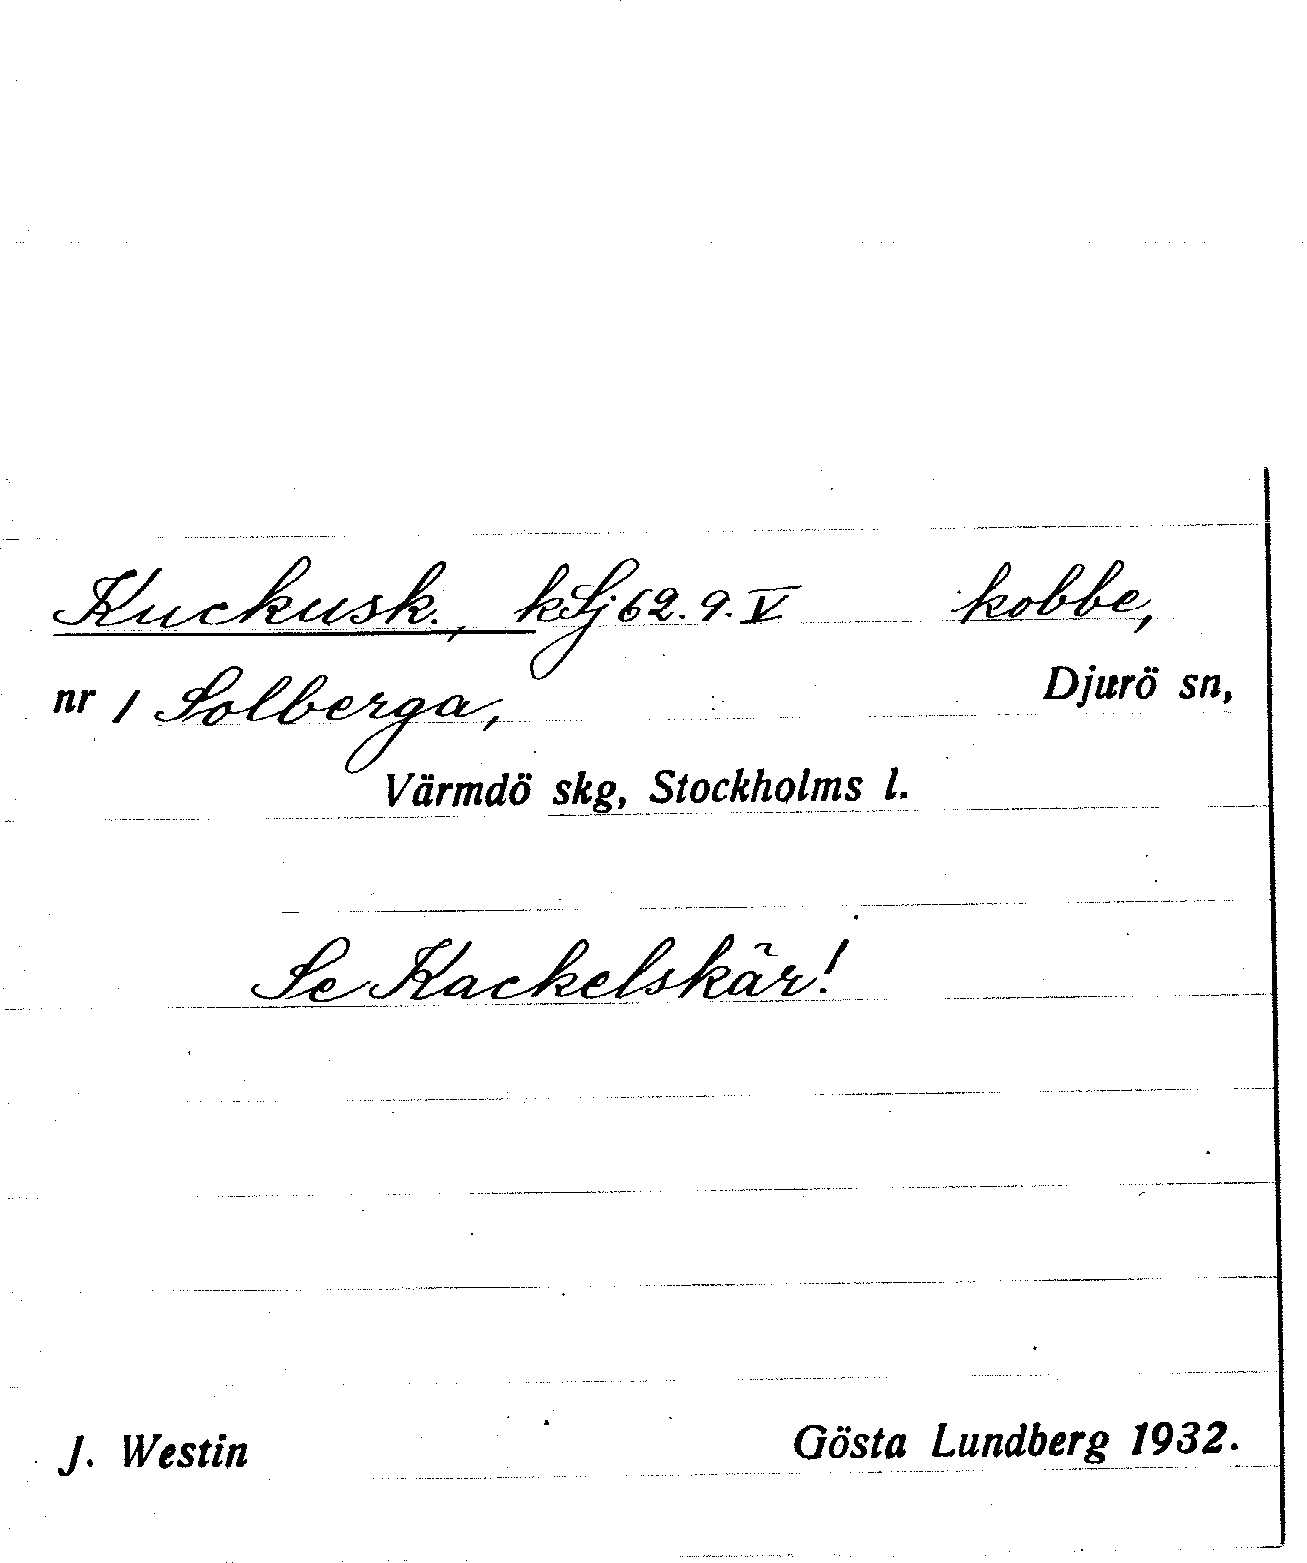 Kuckusk., kSj 62.9.V kobbe,
nr 1 Solberga, Djurö sn,
Värmdö skg, Stockholms l.
Se Kackelskär!
J. Westin Gösta Lundberg 1932.